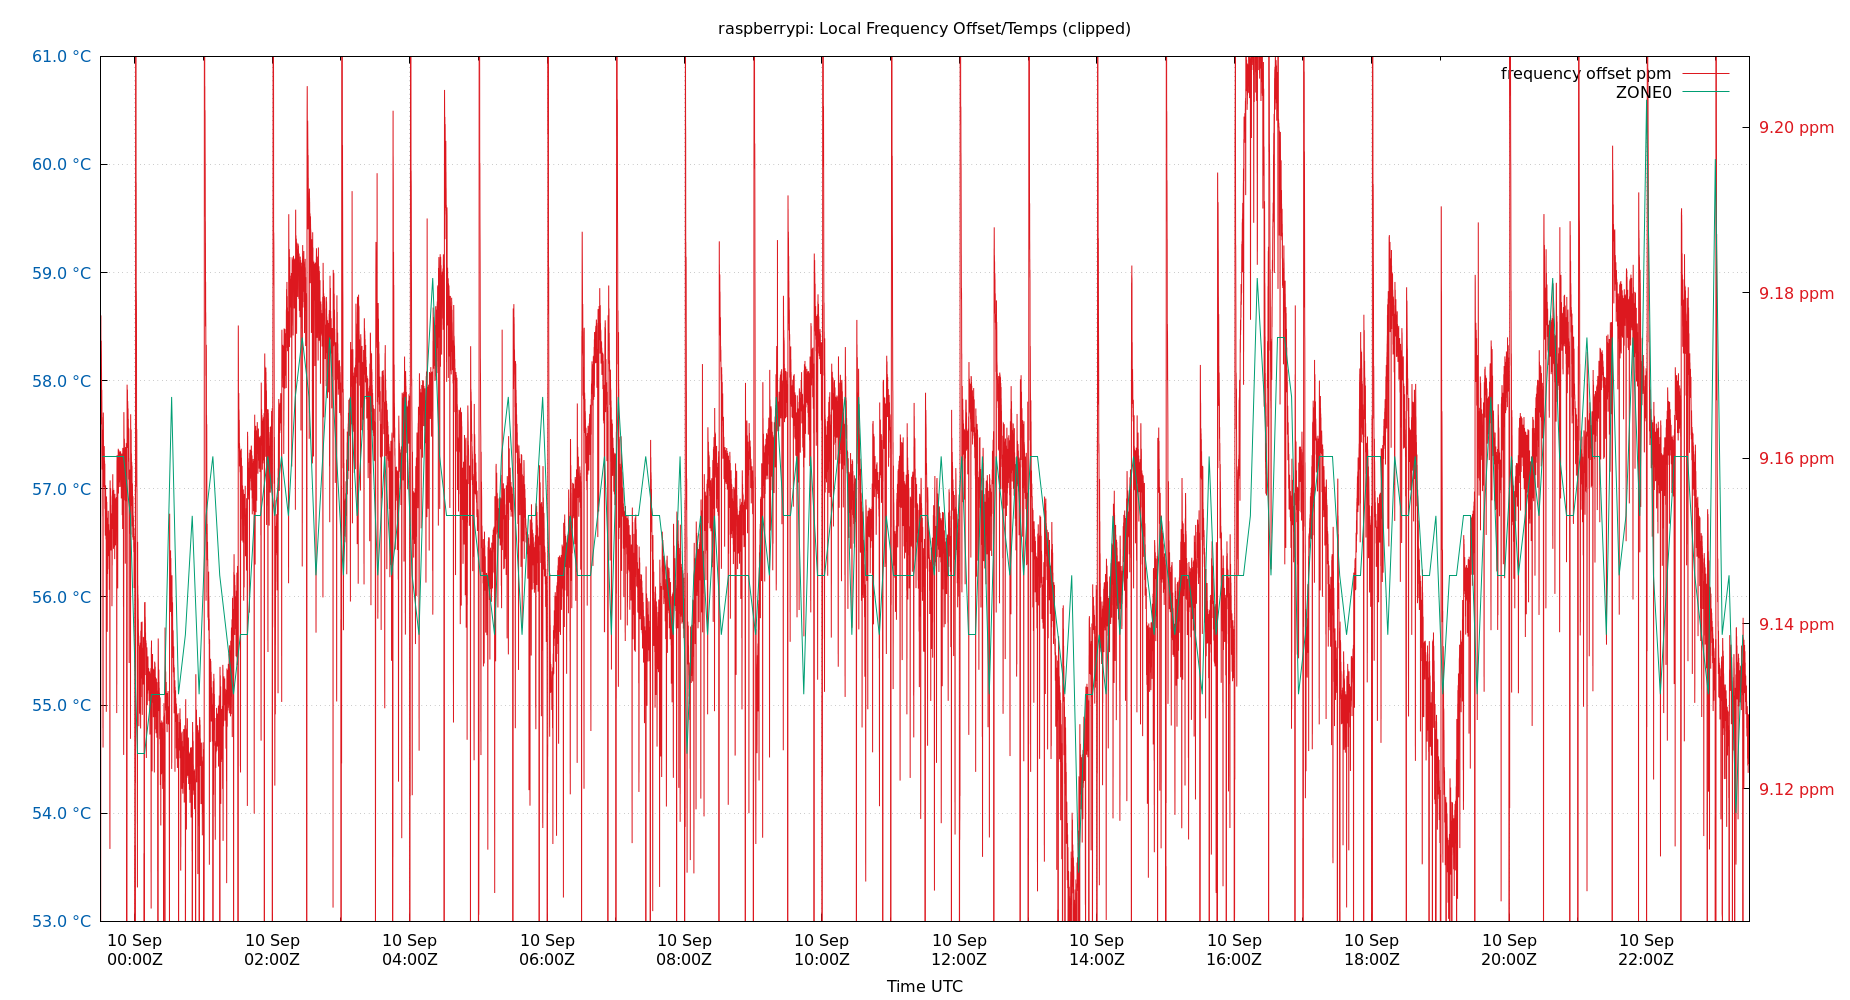 raspberrypi: Local Frequency Offset/Temps (clipped)
61.0 °C
60.0 °C
59.0 °C
58.0 °C
57.0 °C
56.0 °C
55.0 °C
54.0 °C
53.0 °C
frequency offset ppm
ZONE0
9.20 ppm
9.18 ppm
9.16 ppm
9.14 ppm
9.12 ppm
10 Sep 10 Sep 10 Sep 10 Sep 10 Sep 10 Sep 10 Sep 10 Sep 10 Sep 10 Sep 10 Sep 10 Sep
00:00Z 02:00Z 04:00Z 06:00Z 08:00Z 10:00Z 12:00Z 14:00Z 16:00Z 18:00Z 20:00Z 22:00Z
Time UTC